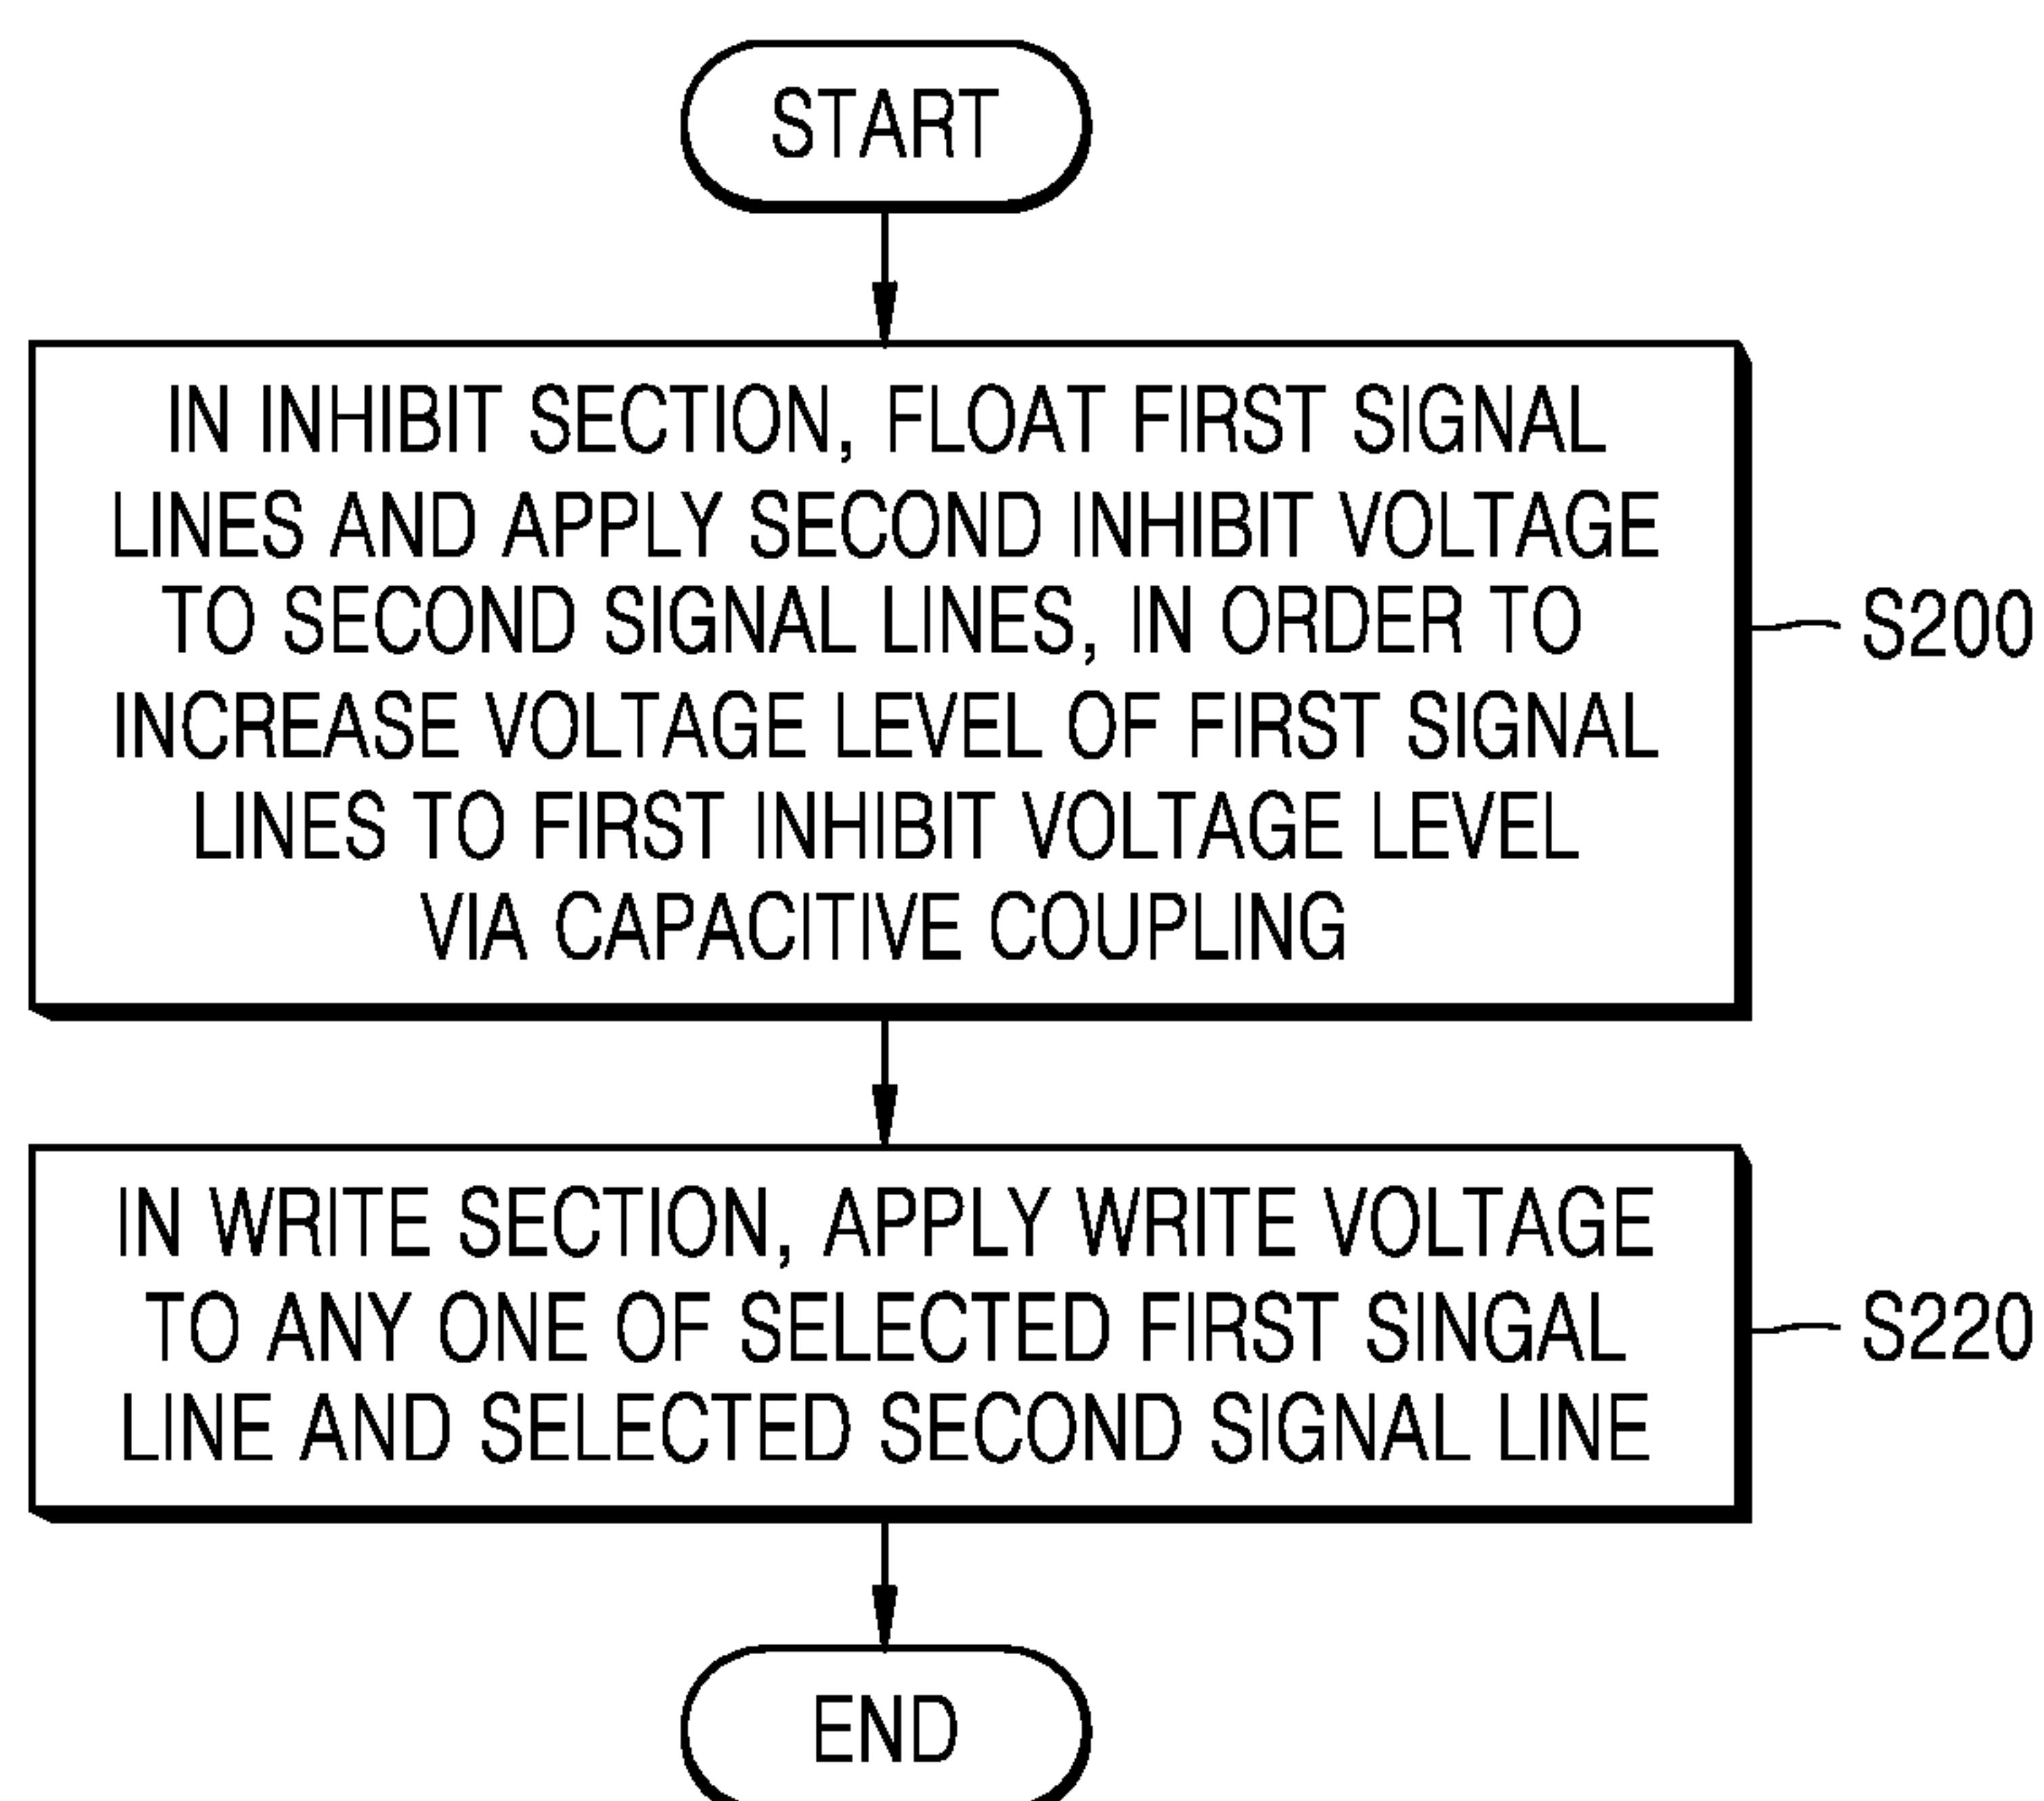 START
IN INHIBIT SECTION, FLOAT FIRST SIGNAL
LINES AND APPLY SECOND INHIBIT VOLTAGE
TO SECOND SIGNAL LINES, IN ORDER TO
INCREASE VOLTAGE LEVEL OF FIRST SIGNAL
LINES TO FIRST INHIBIT VOLTAGE LEVEL
VIA CAPACITIVE COUPLING
S200
IN WRITE SECTION, APPLY WRITE VOLTAGE
TO ANY ONE OF SELECTED FIRST SINGAL
LINE AND SELECTED SECOND SIGNAL LINE
S220
END